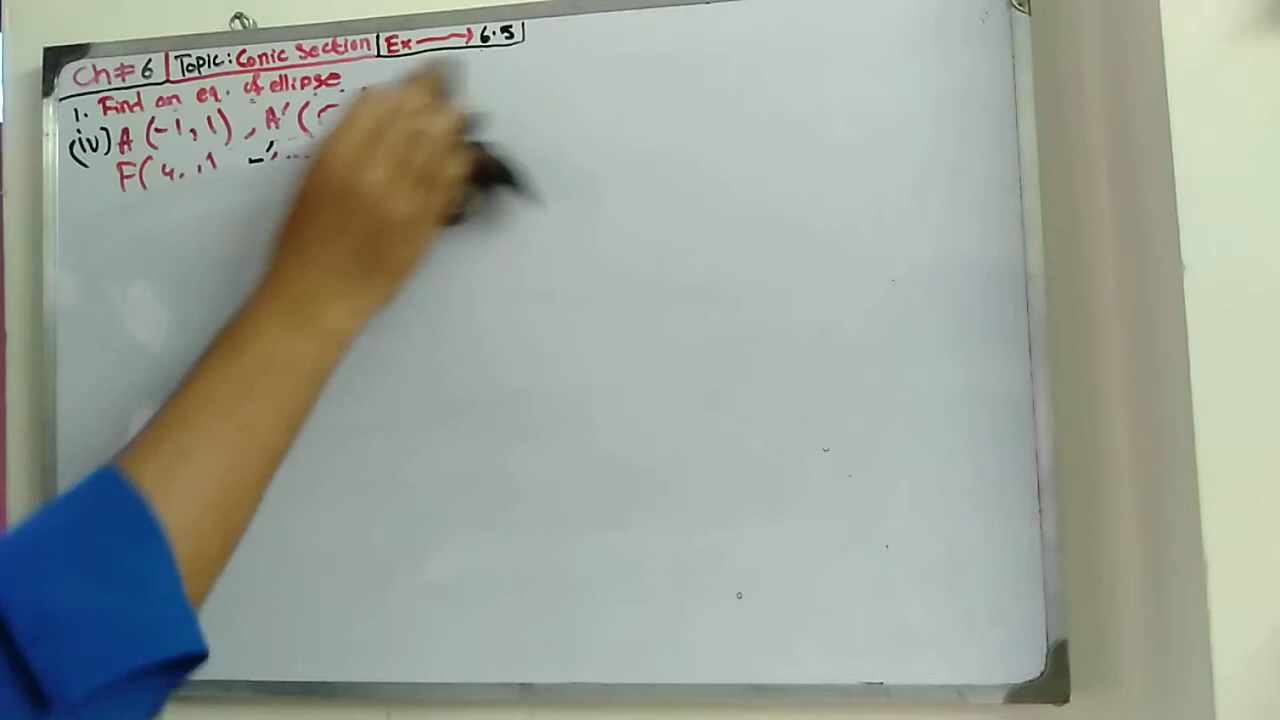 Ch # 6 | Topic: Conic Section | Ex → 6.5
1. Find an eq. of ellipse
(iv) A (-1, 1), A' (
F( 4, , 1